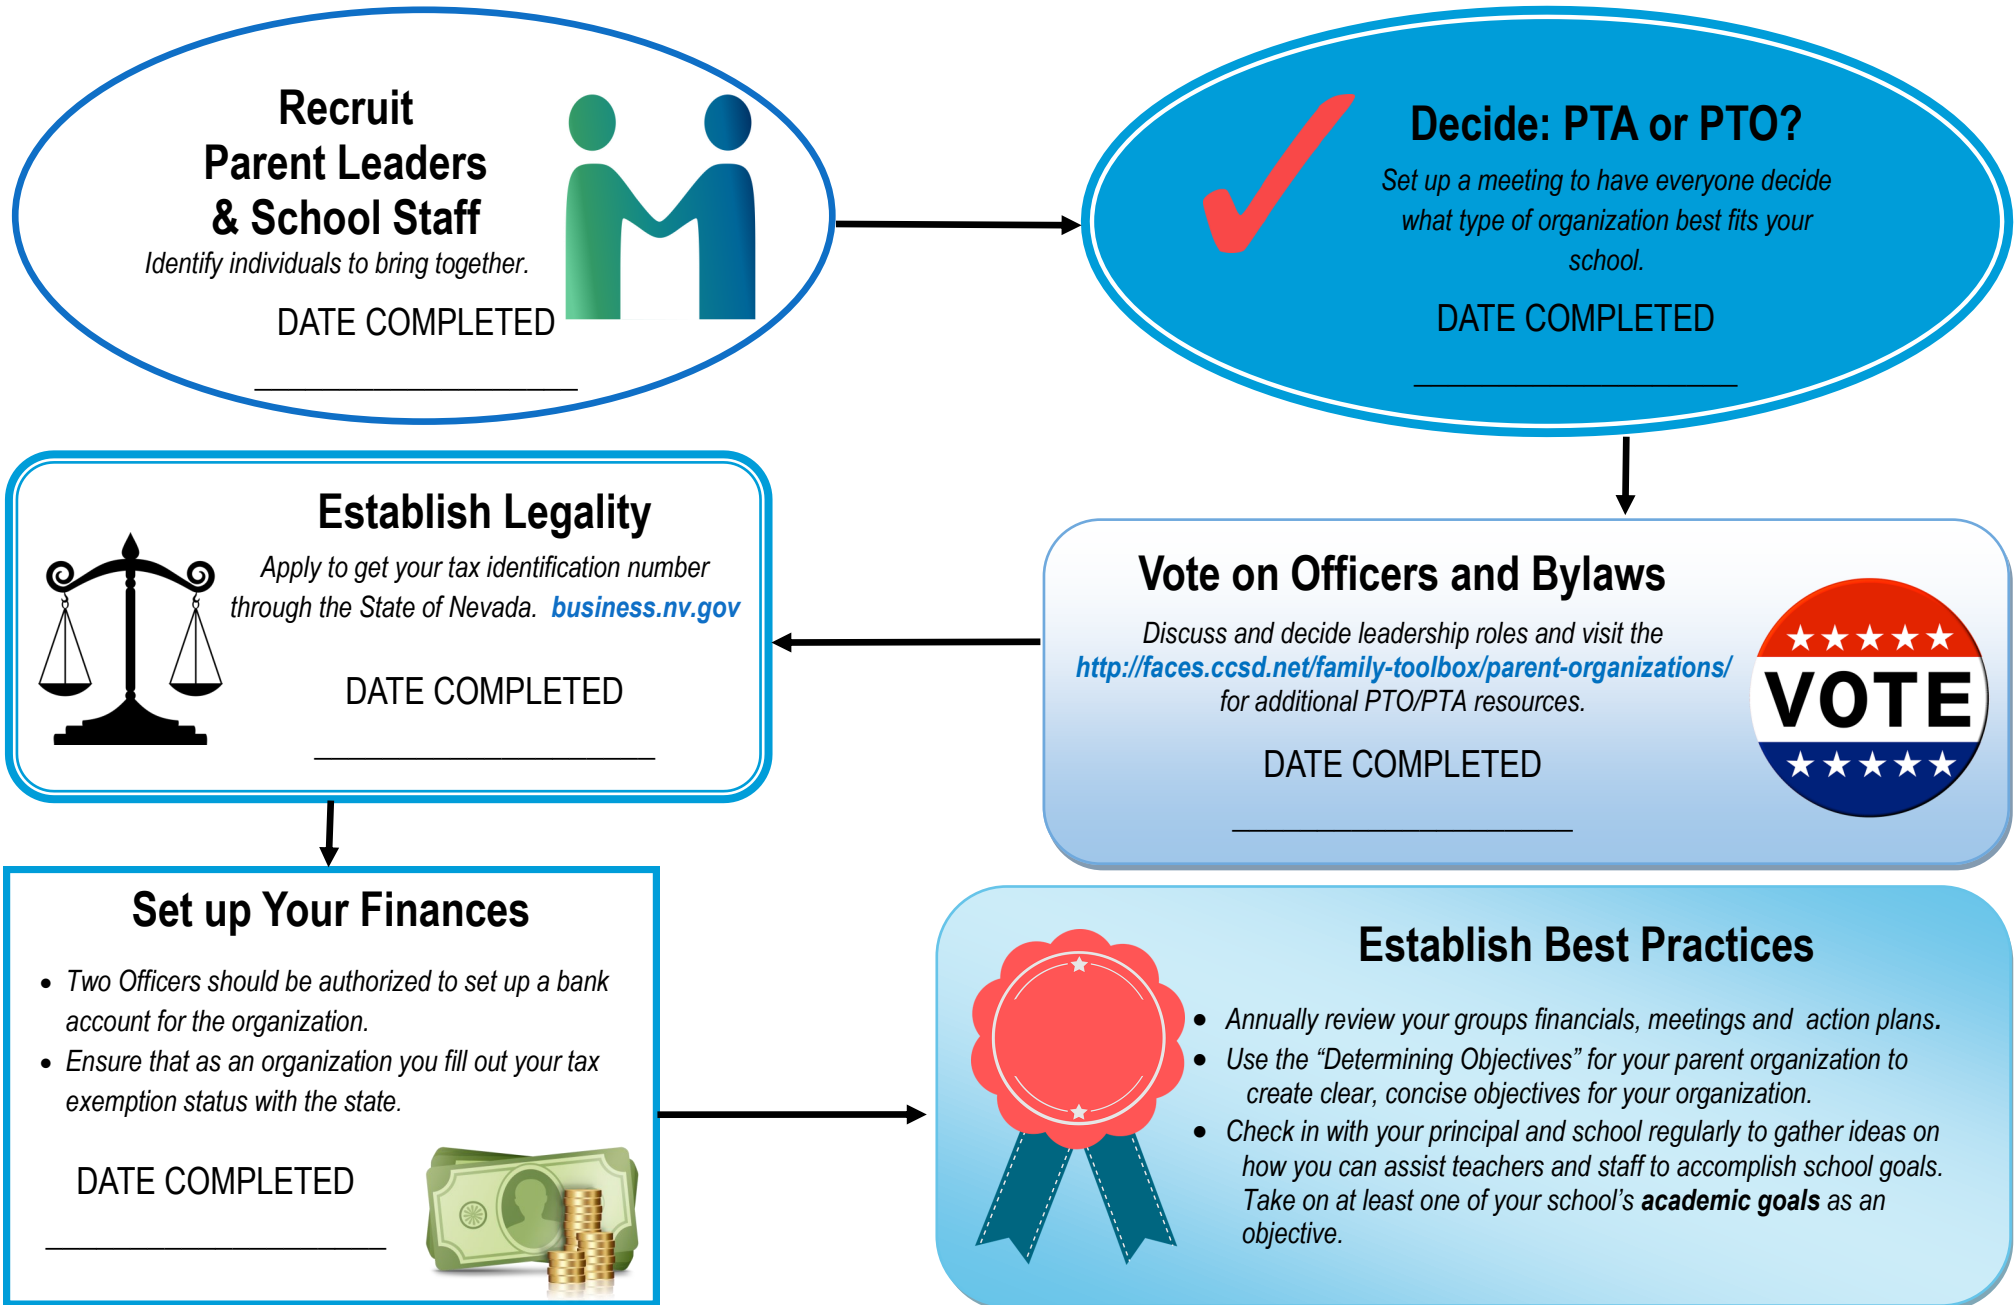 Recruit
Parent Leaders
& School Staff
Identify individuals to bring together.
DATE COMPLETED
___________________
Decide: PTA or PTO?
Set up a meeting to have everyone decide
what type of organization best fits your
school.
DATE COMPLETED
___________________
Vote on Officers and Bylaws
Discuss and decide leadership roles and visit the
http://faces.ccsd.net/family-toolbox/parent-organizations/
for additional PTO/PTA resources.
DATE COMPLETED
____________________
VOTE
Establish Legality
Apply to get your tax identification number
through the State of Nevada.  business.nv.gov
DATE COMPLETED
____________________
Set up Your Finances
• Two Officers should be authorized to set up a bank
account for the organization.
• Ensure that as an organization you fill out your tax
exemption status with the state.
DATE COMPLETED
____________________
Establish Best Practices
• Annually review your groups financials, meetings and  action plans.
• Use the “Determining Objectives” for your parent organization to
create clear, concise objectives for your organization.
• Check in with your principal and school regularly to gather ideas on
how you can assist teachers and staff to accomplish school goals.
Take on at least one of your school’s academic goals as an
objective.